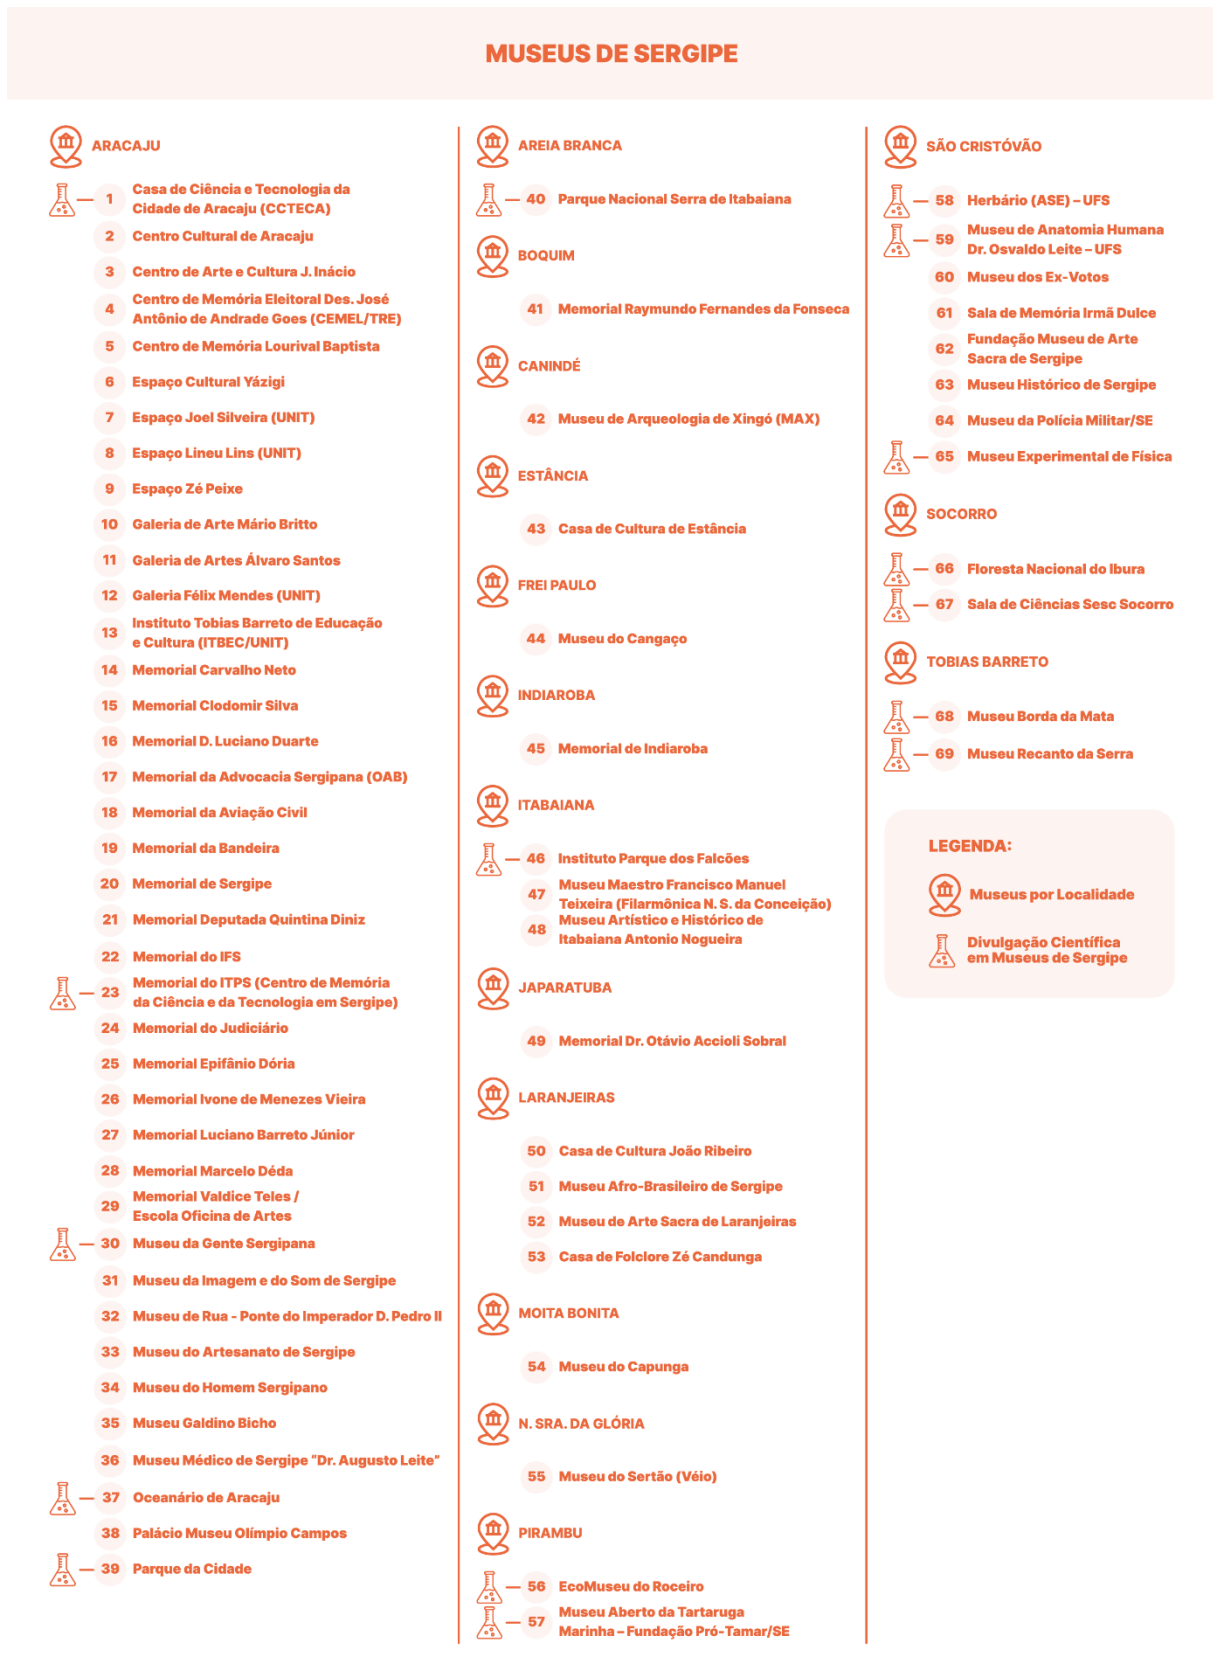 MUSEUS DE SERGIPE
ARACAJU
1 Casa de Ciência e Tecnologia da
Cidade de Aracaju (CCTECA)
2 Centro Cultural de Aracaju
3 Centro de Arte e Cultura J. Inácio
4 Centro de Memória Eleitoral Des. José
Antônio de Andrade Goes (CEMEL/TRE)
5 Centro de Memória Lourival Baptista
6 Espaço Cultural Yázigi
7 Espaço Joel Silveira (UNIT)
8 Espaço Lineu Lins (UNIT)
9 Espaço Zé Peixe
10 Galeria de Arte Mário Britto
11 Galeria de Artes Álvaro Santos
12 Galeria Félix Mendes (UNIT)
13 Instituto Tobias Barreto de Educação
e Cultura (ITBEC/UNIT)
14 Memorial Carvalho Neto
15 Memorial Clodomir Silva
16 Memorial D. Luciano Duarte
17 Memorial da Advocacia Sergipana (OAB)
18 Memorial da Aviação Civil
19 Memorial da Bandeira
20 Memorial de Sergipe
21 Memorial Deputada Quintina Diniz
22 Memorial do IFS
23 Memorial do ITPS (Centro de Memória
da Ciência e da Tecnologia em Sergipe)
24 Memorial do Judiciário
25 Memorial Epifânio Dória
26 Memorial Ivone de Menezes Vieira
27 Memorial Luciano Barreto Júnior
28 Memorial Marcelo Déda
29 Memorial Valdice Teles /
Escola Oficina de Artes
30 Museu da Gente Sergipana
31 Museu da Imagem e do Som de Sergipe
32 Museu de Rua - Ponte do Imperador D. Pedro II
33 Museu do Artesanato de Sergipe
34 Museu do Homem Sergipano
35 Museu Galdino Bicho
36 Museu Médico de Sergipe "Dr. Augusto Leite"
37 Oceanário de Aracaju
38 Palácio Museu Olímpio Campos
39 Parque da Cidade
AREIA BRANCA
40 Parque Nacional Serra de Itabaiana
BOQUIM
41 Memorial Raymundo Fernandes da Fonseca
CANINDÉ
42 Museu de Arqueologia de Xingó (MAX)
ESTÂNCIA
43 Casa de Cultura de Estância
FREI PAULO
44 Museu do Cangaço
INDIAROBA
45 Memorial de Indiaroba
ITABAIANA
46 Instituto Parque dos Falcões
47 Museu Maestro Francisco Manuel
Teixeira (Filarmônica N. S. da Conceição)
48 Museu Artístico e Histórico de
Itabaiana Antonio Nogueira
JAPARATUBA
49 Memorial Dr. Otávio Accioli Sobral
LARANJEIRAS
50 Casa de Cultura João Ribeiro
51 Museu Afro-Brasileiro de Sergipe
52 Museu de Arte Sacra de Laranjeiras
53 Casa de Folclore Zé Candunga
MOITA BONITA
54 Museu do Capunga
N. SRA. DA GLÓRIA
55 Museu do Sertão (Véio)
PIRAMBU
56 EcoMuseu do Roceiro
57 Museu Aberto da Tartaruga
Marinha – Fundação Pró-Tamar/SE
SÃO CRISTÓVÃO
58 Herbário (ASE) – UFS
59 Museu de Anatomia Humana
Dr. Osvaldo Leite – UFS
60 Museu dos Ex-Votos
61 Sala de Memória Irmã Dulce
62 Fundação Museu de Arte
Sacra de Sergipe
63 Museu Histórico de Sergipe
64 Museu da Polícia Militar/SE
65 Museu Experimental de Física
SOCORRO
66 Floresta Nacional do Ibura
67 Sala de Ciências Sesc Socorro
TOBIAS BARRETO
68 Museu Borda da Mata
69 Museu Recanto da Serra
LEGENDA:
Museus por Localidade
Divulgação Científica
em Museus de Sergipe